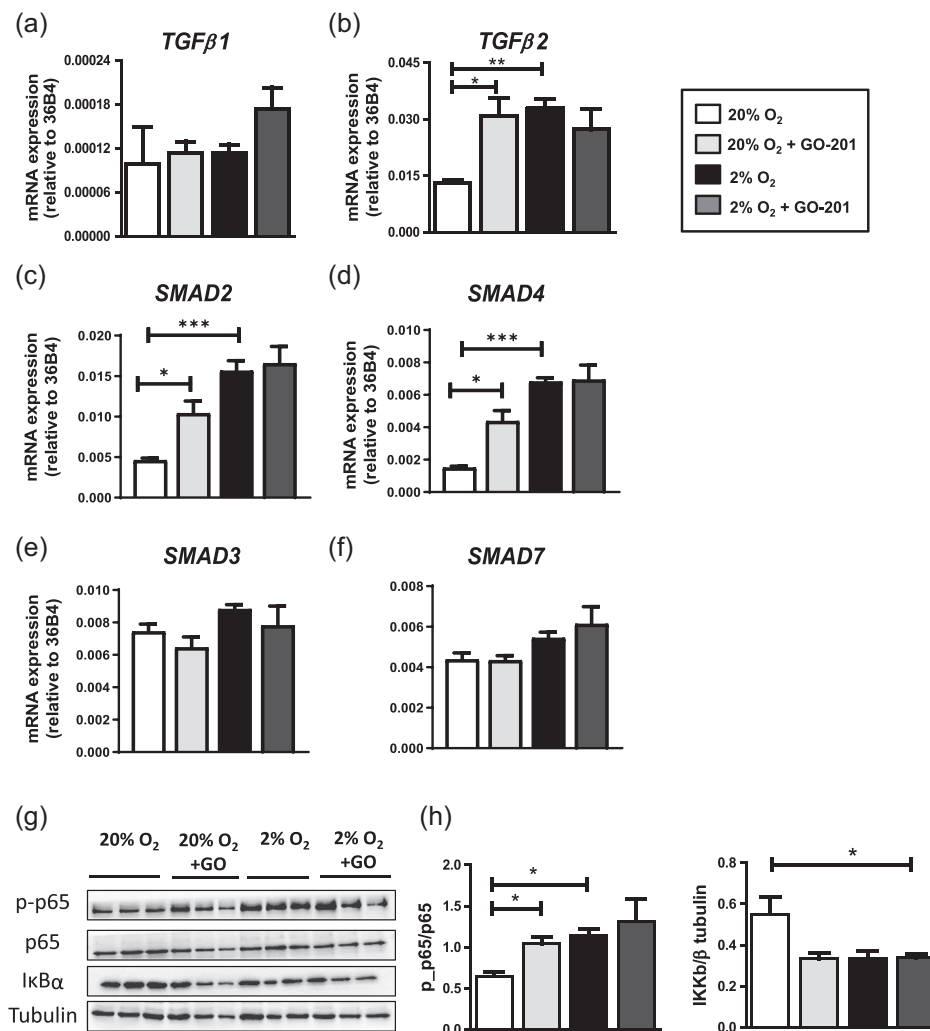 (a)
TGFβ1
mRNA expression
(relative to 36B4)
0.00024
0.00018
0.00012
0.00006
0.00000
(b)
TGFβ2
mRNA expression
(relative to 36B4)
0.045
0.030
0.015
0.000
**
*
20% O₂
20% O₂ + GO-201
2% O₂
2% O₂ + GO-201
(c)
SMAD2
mRNA expression
(relative to 36B4)
0.020
0.015
0.010
0.005
0.000
***
*
(d)
SMAD4
mRNA expression
(relative to 36B4)
0.010
0.008
0.006
0.004
0.002
0.000
***
*
(e)
SMAD3
mRNA expression
(relative to 36B4)
0.010
0.008
0.006
0.004
0.002
0.000
(f)
SMAD7
0.008
0.006
0.004
0.002
0.000
(g)
20% O₂
20% O₂
+GO
2% O₂
2% O₂
+GO
p-p65
p65
IκBα
Tubulin
(h)
p_p65/p65
2.0
1.5
1.0
0.5
0.0
*
*
IKKb/β tubulin
0.8
0.6
0.4
0.2
0.0
*